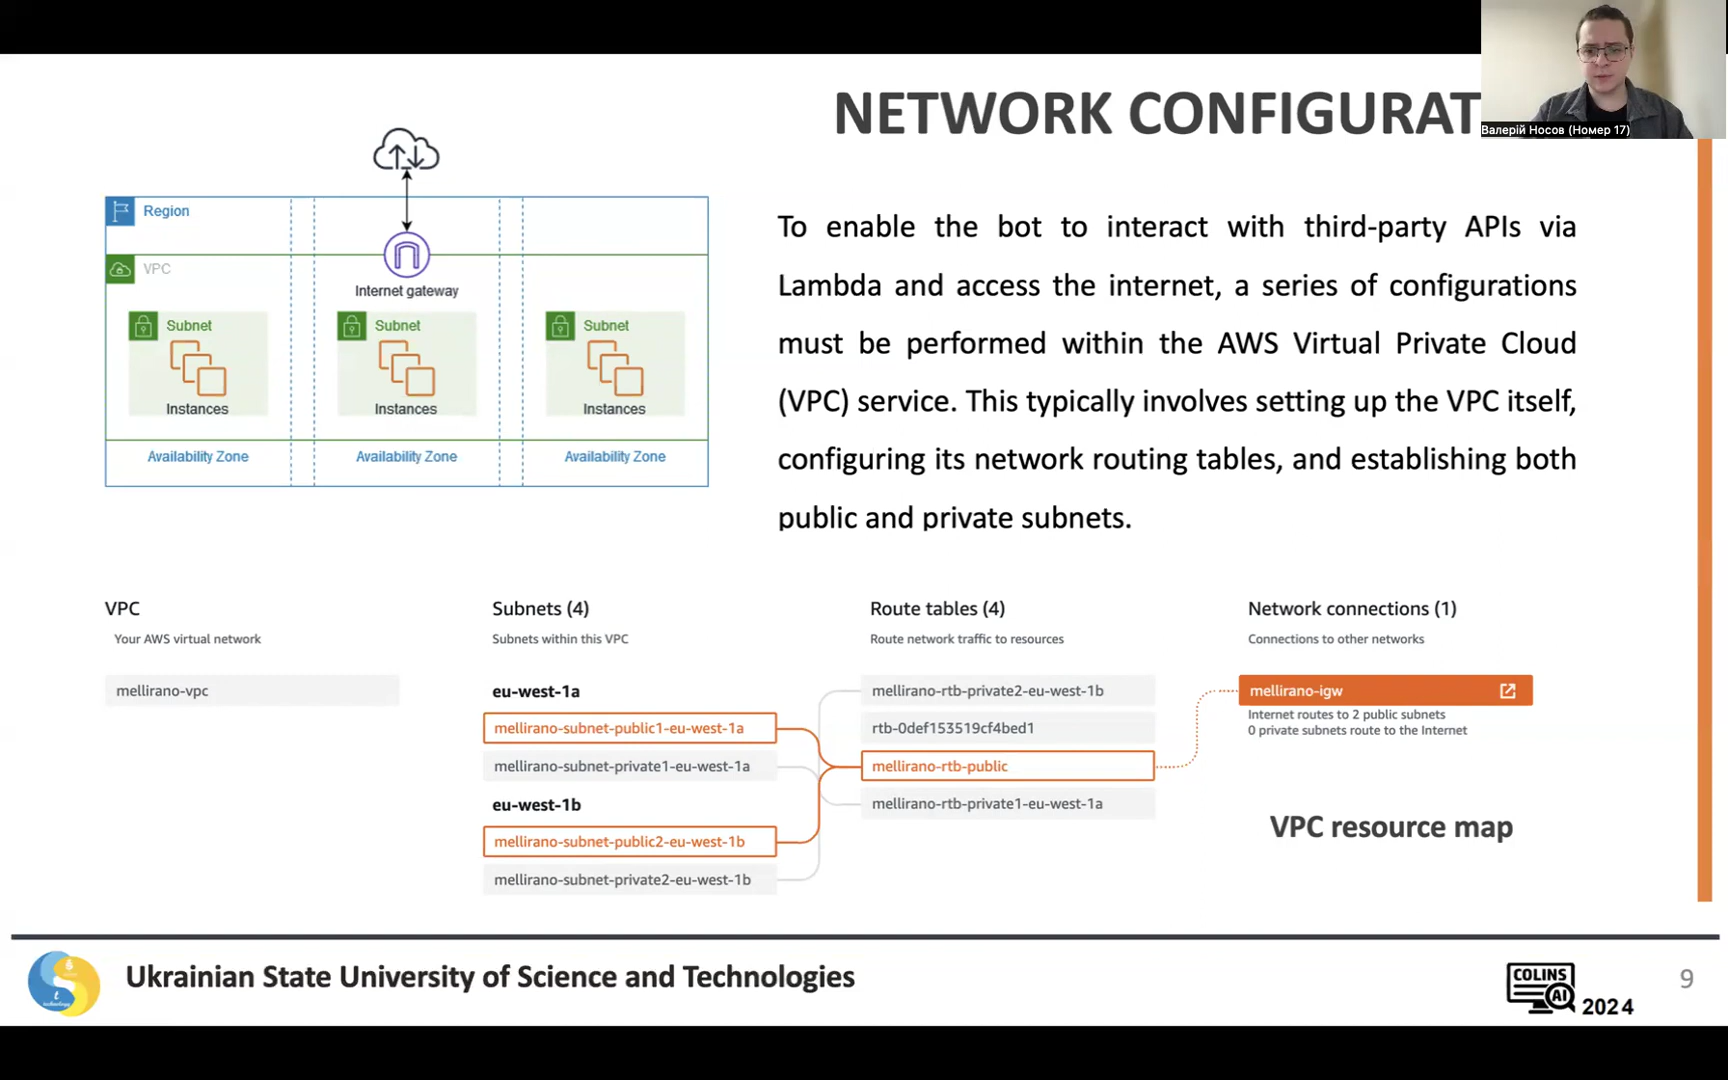 NETWORK CONFIGURAT
Валерій Носов (Номер 17)
Region
VPC
Internet gateway
Subnet
Subnet
Subnet
Instances
Instances
Instances
Availability Zone
Availability Zone
Availability Zone
To enable the bot to interact with third-party APIs via
Lambda and access the internet, a series of configurations
must be performed within the AWS Virtual Private Cloud
(VPC) service. This typically involves setting up the VPC itself,
configuring its network routing tables, and establishing both
public and private subnets.
VPC
Your AWS virtual network
mellirano-vpc
Subnets (4)
Subnets within this VPC
eu-west-1a
mellirano-subnet-public1-eu-west-1a
mellirano-subnet-private1-eu-west-1a
eu-west-1b
mellirano-subnet-public2-eu-west-1b
mellirano-subnet-private2-eu-west-1b
Route tables (4)
Route network traffic to resources
mellirano-rtb-private2-eu-west-1b
rtb-0def153519cf4bed1
mellirano-rtb-public
mellirano-rtb-private1-eu-west-1a
Network connections (1)
Connections to other networks
mellirano-igw
Internet routes to 2 public subnets
0 private subnets route to the Internet
VPC resource map
Ukrainian State University of Science and Technologies
COLINS
AI
2024
9